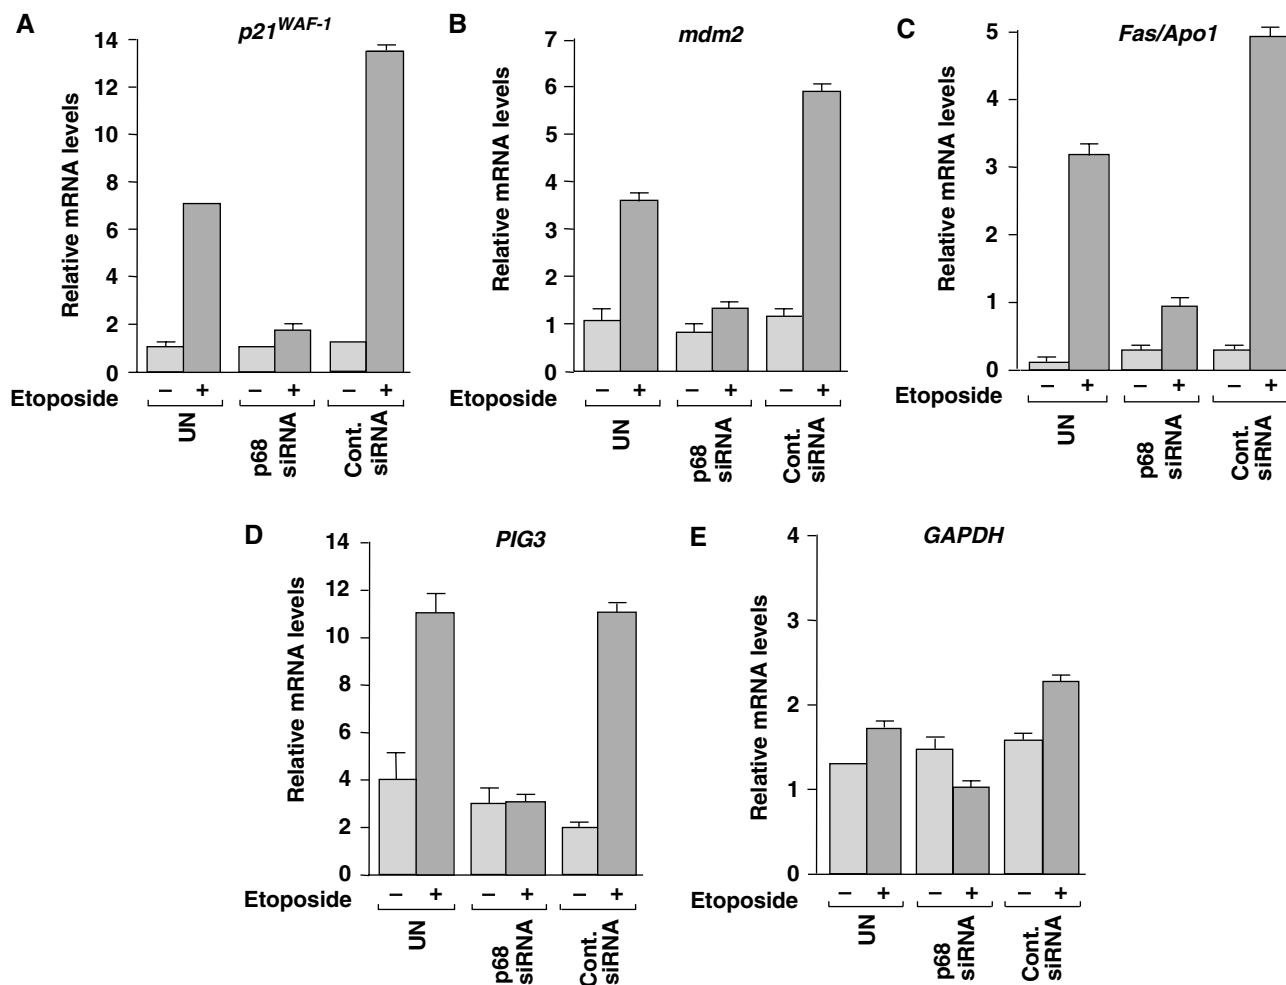 A
p21WAF-1
Relative mRNA levels
14
12
10
8
6
4
2
0
Etoposide – + – + – +
UN
p68 siRNA
Cont. siRNA
B
mdm2
Relative mRNA levels
7
6
5
4
3
2
1
0
Etoposide – + – + – +
UN
p68 siRNA
Cont. siRNA
C
Fas/Apo1
Relative mRNA levels
5
4
3
2
1
0
Etoposide – + – + – +
UN
p68 siRNA
Cont. siRNA
D
PIG3
Relative mRNA levels
14
12
10
8
6
4
2
0
Etoposide – + – + – +
UN
p68 siRNA
Cont. siRNA
E
GAPDH
Relative mRNA levels
4
3
2
1
0
Etoposide – + – + – +
UN
p68 siRNA
Cont. siRNA